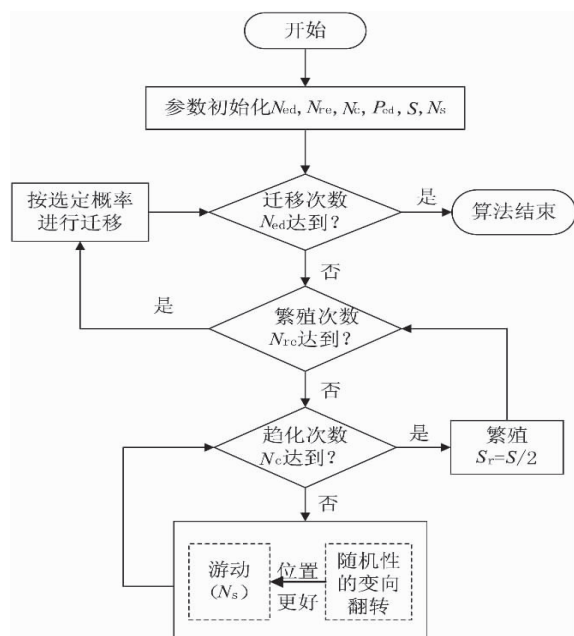 开始
参数初始化Ned, Nre, Nc, Ped, S, Ns
按选定概率
进行迁移
迁移次数
Ned达到?
是
算法结束
否
是
繁殖次数
Nre达到?
否
趋化次数
Nc达到?
是
繁殖
Sr=S/2
否
游动
(Ns)
位置
更好
随机性
的变向
翻转